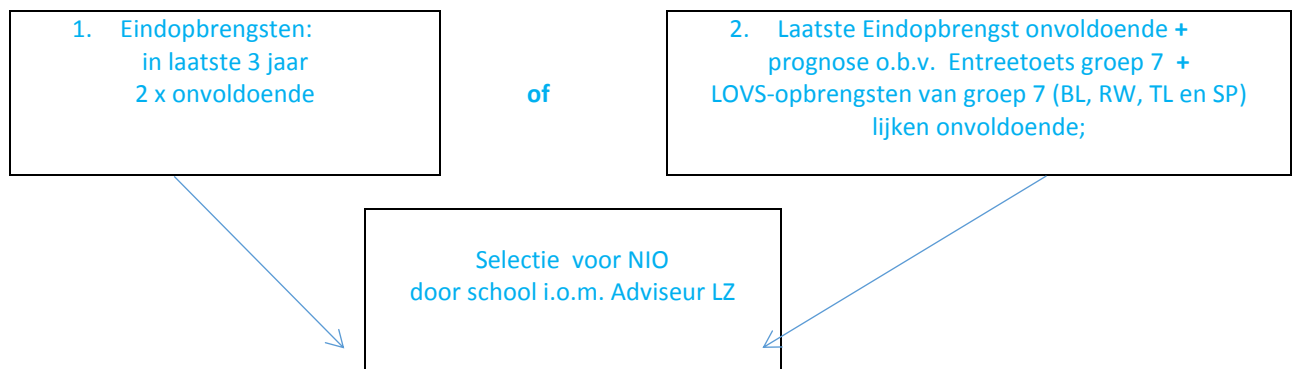 1. Eindopbrengsten:
in laatste 3 jaar
2 x onvoldoende
of
2. Laatste Eindopbrengst onvoldoende +
prognose o.b.v. Entreetoets groep 7 +
LOVS-opbrengsten van groep 7 (BL, RW, TL en SP)
lijken onvoldoende;
Selectie voor NIO
door school i.o.m. Adviseur LZ